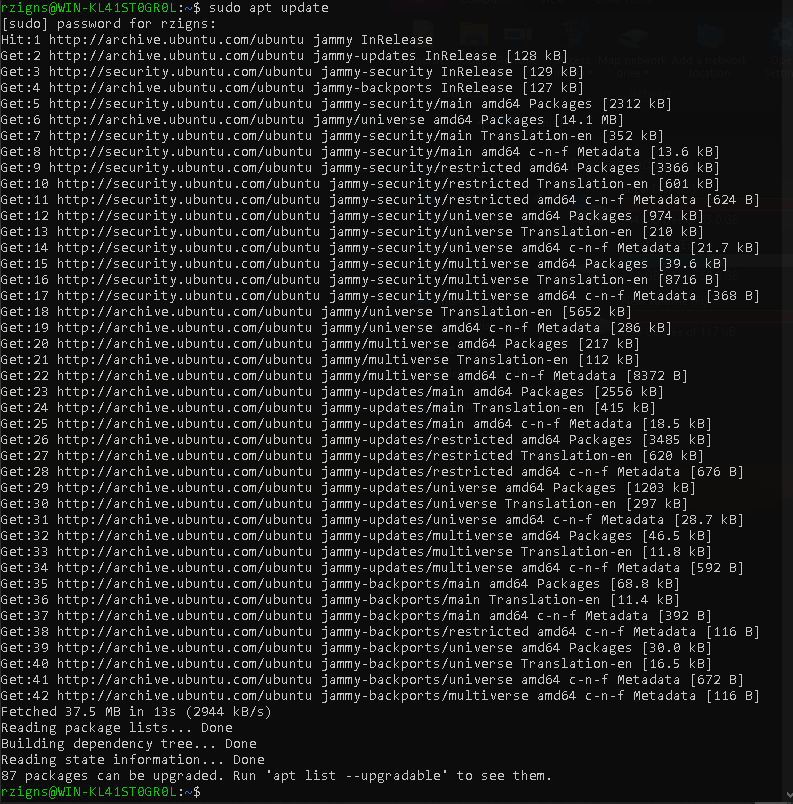 rzigns@WIN-KL41ST0GR0L:~$ sudo apt update
[sudo] password for rzigns:
Hit:1 http://archive.ubuntu.com/ubuntu jammy InRelease
Get:2 http://archive.ubuntu.com/ubuntu jammy-updates InRelease [128 kB]
Get:3 http://security.ubuntu.com/ubuntu jammy-security InRelease [129 kB]
Get:4 http://archive.ubuntu.com/ubuntu jammy-backports InRelease [127 kB]
Get:5 http://security.ubuntu.com/ubuntu jammy-security/main amd64 Packages [2312 kB]
Get:6 http://archive.ubuntu.com/ubuntu jammy/universe amd64 Packages [14.1 MB]
Get:7 http://security.ubuntu.com/ubuntu jammy-security/main Translation-en [352 kB]
Get:8 http://security.ubuntu.com/ubuntu jammy-security/main amd64 c-n-f Metadata [13.6 kB]
Get:9 http://security.ubuntu.com/ubuntu jammy-security/restricted amd64 Packages [3366 kB]
Get:10 http://security.ubuntu.com/ubuntu jammy-security/restricted Translation-en [601 kB]
Get:11 http://security.ubuntu.com/ubuntu jammy-security/restricted amd64 c-n-f Metadata [624 B]
Get:12 http://security.ubuntu.com/ubuntu jammy-security/universe amd64 Packages [974 kB]
Get:13 http://security.ubuntu.com/ubuntu jammy-security/universe Translation-en [210 kB]
Get:14 http://security.ubuntu.com/ubuntu jammy-security/universe amd64 c-n-f Metadata [21.7 kB]
Get:15 http://security.ubuntu.com/ubuntu jammy-security/multiverse amd64 Packages [39.6 kB]
Get:16 http://security.ubuntu.com/ubuntu jammy-security/multiverse Translation-en [8716 B]
Get:17 http://security.ubuntu.com/ubuntu jammy-security/multiverse amd64 c-n-f Metadata [368 B]
Get:18 http://archive.ubuntu.com/ubuntu jammy/universe Translation-en [5652 kB]
Get:19 http://archive.ubuntu.com/ubuntu jammy/universe amd64 c-n-f Metadata [286 kB]
Get:20 http://archive.ubuntu.com/ubuntu jammy/multiverse amd64 Packages [217 kB]
Get:21 http://archive.ubuntu.com/ubuntu jammy/multiverse Translation-en [112 kB]
Get:22 http://archive.ubuntu.com/ubuntu jammy/multiverse amd64 c-n-f Metadata [8372 B]
Get:23 http://archive.ubuntu.com/ubuntu jammy-updates/main amd64 Packages [2556 kB]
Get:24 http://archive.ubuntu.com/ubuntu jammy-updates/main Translation-en [415 kB]
Get:25 http://archive.ubuntu.com/ubuntu jammy-updates/main amd64 c-n-f Metadata [18.5 kB]
Get:26 http://archive.ubuntu.com/ubuntu jammy-updates/restricted amd64 Packages [3485 kB]
Get:27 http://archive.ubuntu.com/ubuntu jammy-updates/restricted Translation-en [620 kB]
Get:28 http://archive.ubuntu.com/ubuntu jammy-updates/restricted amd64 c-n-f Metadata [676 B]
Get:29 http://archive.ubuntu.com/ubuntu jammy-updates/universe amd64 Packages [1203 kB]
Get:30 http://archive.ubuntu.com/ubuntu jammy-updates/universe Translation-en [297 kB]
Get:31 http://archive.ubuntu.com/ubuntu jammy-updates/universe amd64 c-n-f Metadata [28.7 kB]
Get:32 http://archive.ubuntu.com/ubuntu jammy-updates/multiverse amd64 Packages [46.5 kB]
Get:33 http://archive.ubuntu.com/ubuntu jammy-updates/multiverse Translation-en [11.8 kB]
Get:34 http://archive.ubuntu.com/ubuntu jammy-updates/multiverse amd64 c-n-f Metadata [592 B]
Get:35 http://archive.ubuntu.com/ubuntu jammy-backports/main amd64 Packages [68.8 kB]
Get:36 http://archive.ubuntu.com/ubuntu jammy-backports/main Translation-en [11.4 kB]
Get:37 http://archive.ubuntu.com/ubuntu jammy-backports/main amd64 c-n-f Metadata [392 B]
Get:38 http://archive.ubuntu.com/ubuntu jammy-backports/restricted amd64 c-n-f Metadata [116 B]
Get:39 http://archive.ubuntu.com/ubuntu jammy-backports/universe amd64 Packages [30.0 kB]
Get:40 http://archive.ubuntu.com/ubuntu jammy-backports/universe Translation-en [16.5 kB]
Get:41 http://archive.ubuntu.com/ubuntu jammy-backports/universe amd64 c-n-f Metadata [672 B]
Get:42 http://archive.ubuntu.com/ubuntu jammy-backports/multiverse amd64 c-n-f Metadata [116 B]
Fetched 37.5 MB in 13s (2944 kB/s)
Reading package lists... Done
Building dependency tree... Done
Reading state information... Done
87 packages can be upgraded. Run 'apt list --upgradable' to see them.
rzigns@WIN-KL41ST0GR0L:~$